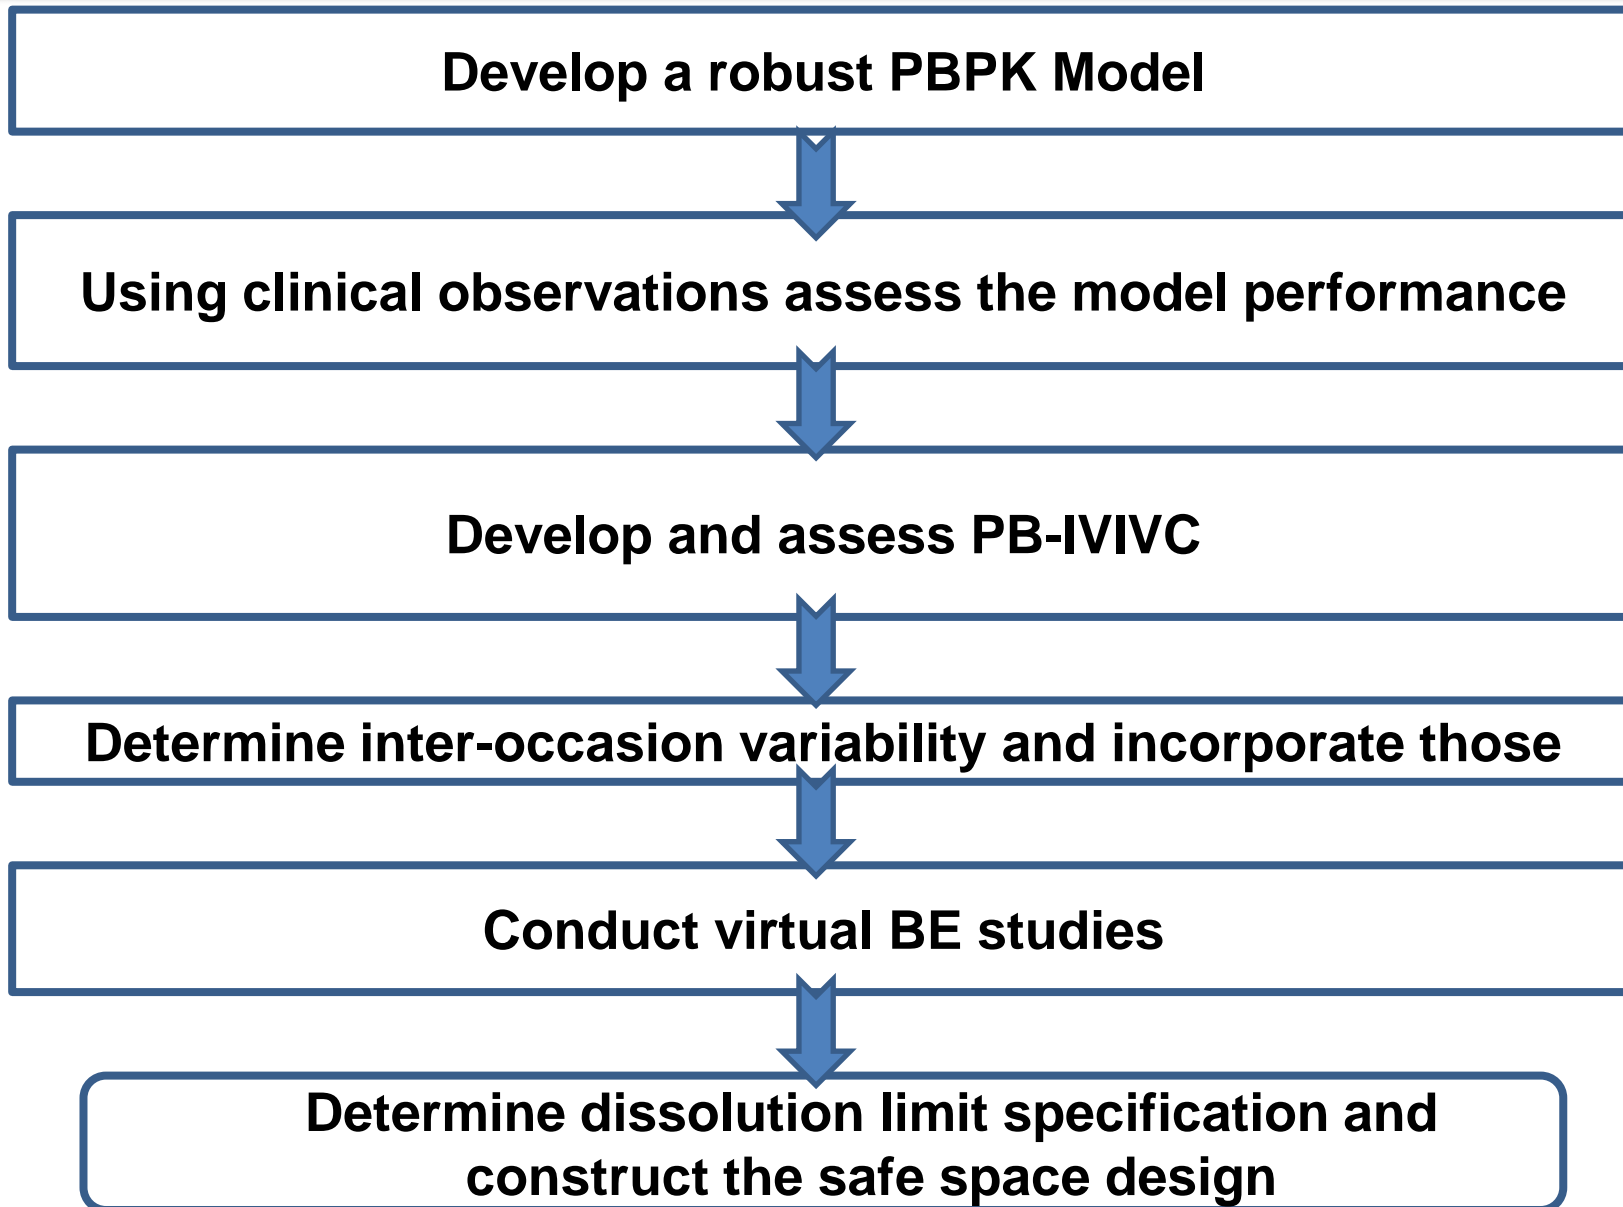 Develop a robust PBPK Model
Using clinical observations assess the model performance
Develop and assess PB-IVIVC
Determine inter-occasion variability and incorporate those
Conduct virtual BE studies
Determine dissolution limit specification and
construct the safe space design